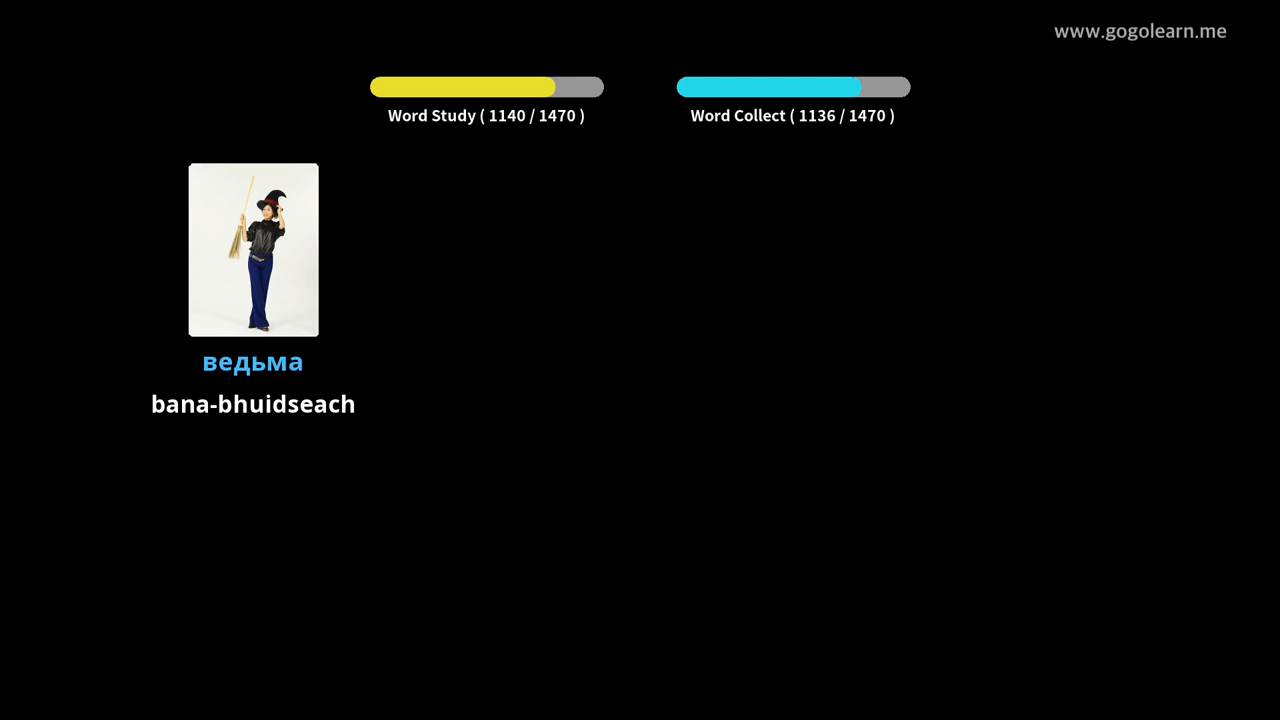 www.gogolearn.me
Word Study ( 1140 / 1470 )
Word Collect ( 1136 / 1470 )
ведьма
bana-bhuidseach